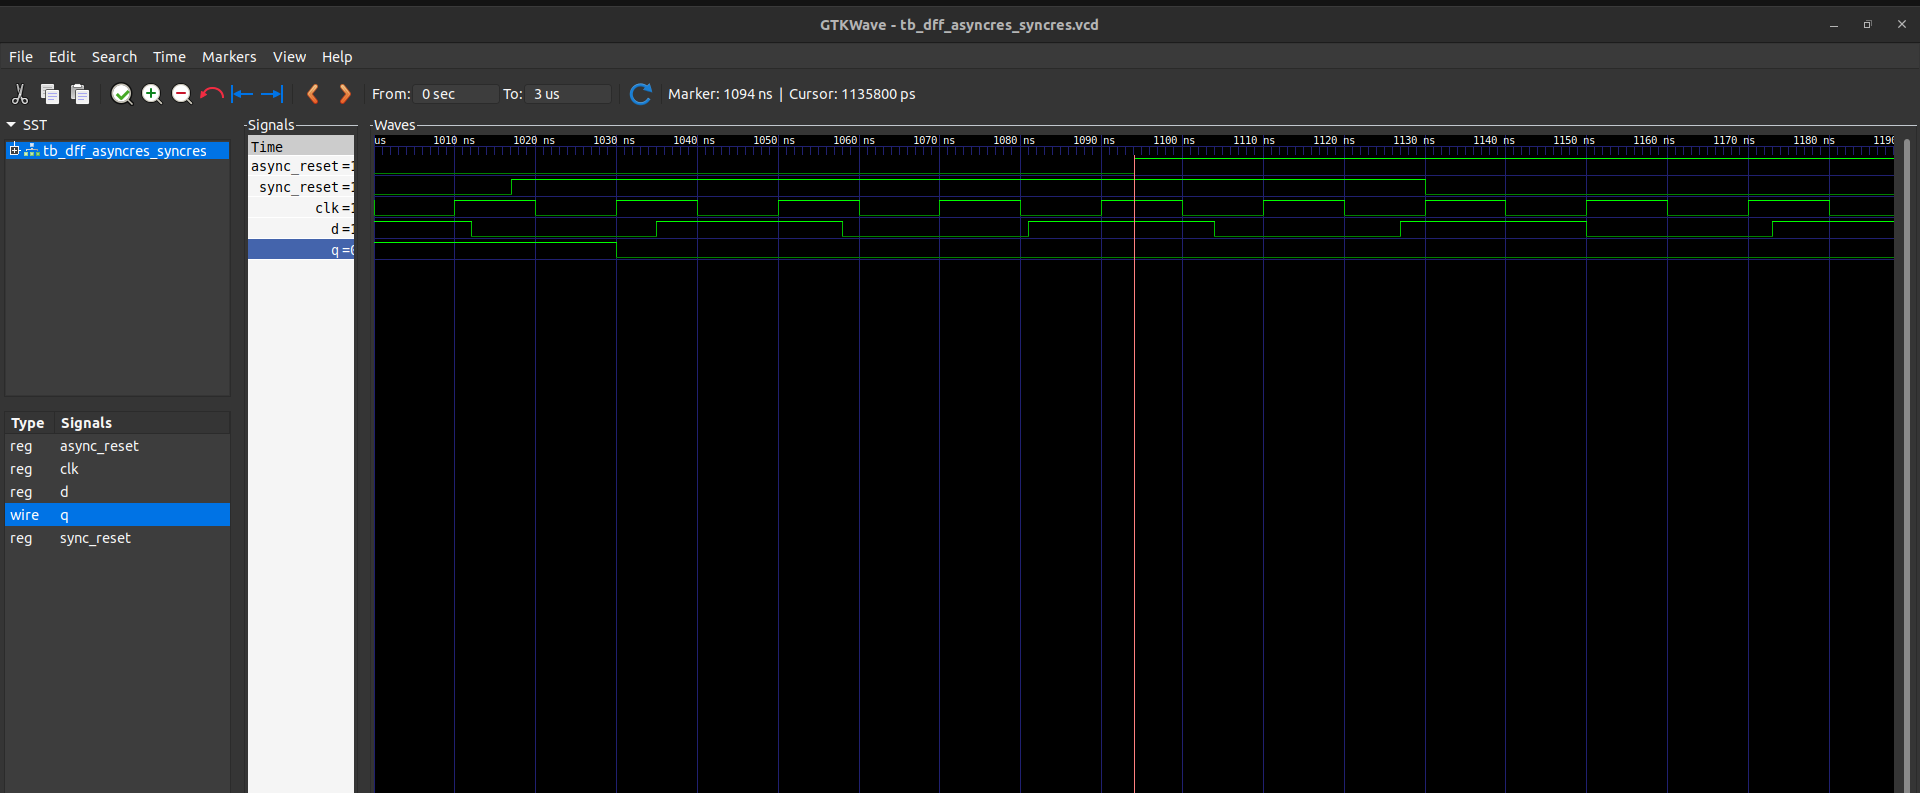 GTKWave - tb_dff_asyncres_syncres.vcd
File Edit Search Time Markers View Help
From: 0 sec To: 3 us Marker: 1094 ns | Cursor: 1135800 ps
SST
tb_dff_asyncres_syncres
Type Signals
reg async_reset
reg clk
reg d
wire q
reg sync_reset
Signals
Time
async_reset =1
sync_reset =1
clk =1
d =1
q =0
Waves
us 1010 ns 1020 ns 1030 ns 1040 ns 1050 ns 1060 ns 1070 ns 1080 ns 1090 ns 1100 ns 1110 ns 1120 ns 1130 ns 1140 ns 1150 ns 1160 ns 1170 ns 1180 ns 1190